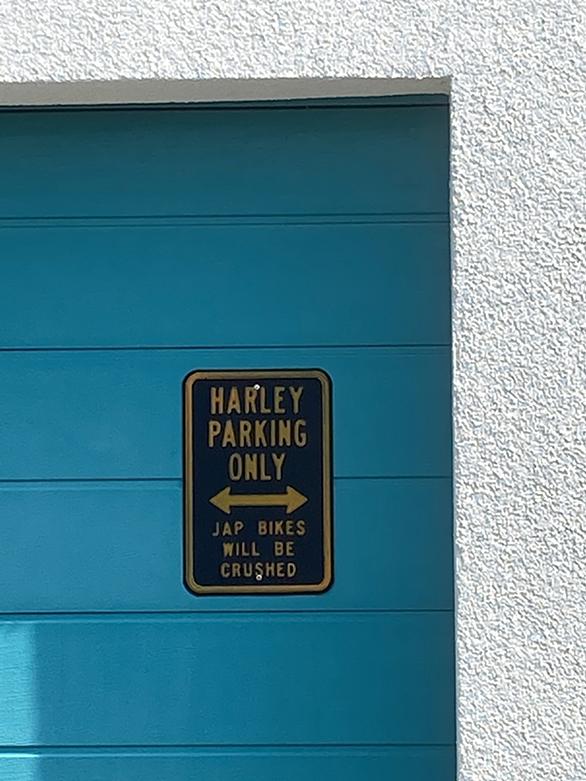 HARLEY
PARKING
ONLY
JAP BIKES
WILL BE
CRUSHED